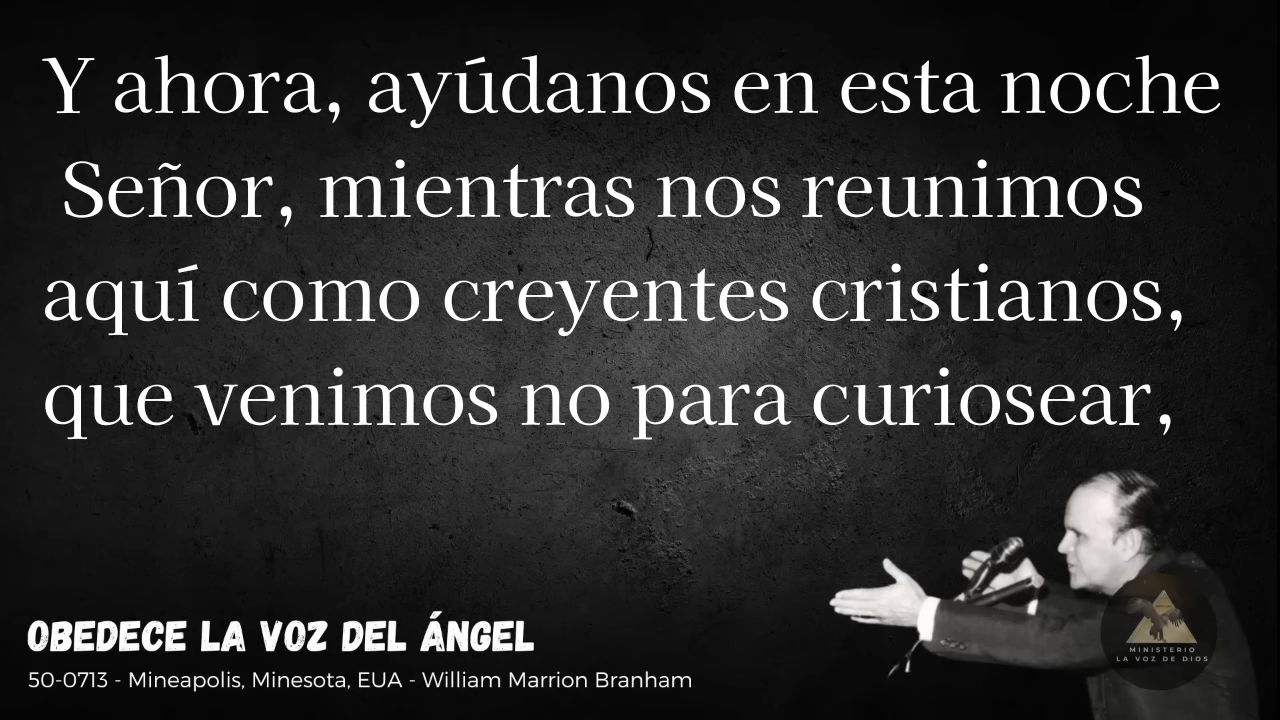 Y ahora, ayúdanos en esta noche
Señor, mientras nos reunimos
aquí como creyentes cristianos,
que venimos no para curiosear,
OBEDECE LA VOZ DEL ÁNGEL
50-0713 - Mineapolis, Minesota, EUA - William Marrion Branham
MINISTERIO
LA VOZ DE DIOS